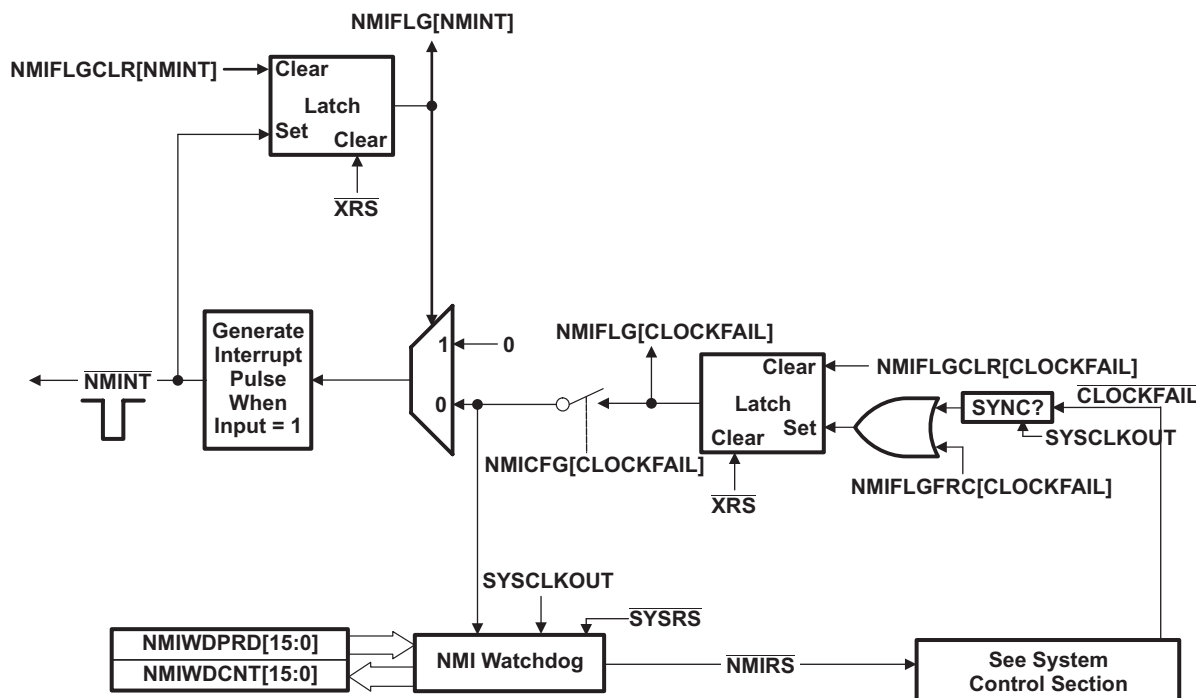 NMIFLG[NMINT]
NMIFLGCLR[NMINT]
Clear
Latch
Set
Clear
XRS
Generate
Interrupt
Pulse
When
Input = 1
NMINT
1
0
0
NMIFLG[CLOCKFAIL]
NMICFG[CLOCKFAIL]
Clear
Latch
Set
Clear
XRS
NMIFLGCLR[CLOCKFAIL]
CLOCKFAIL
SYNC?
SYSCLKOUT
NMIFLGFRC[CLOCKFAIL]
SYSCLKOUT
SYSRS
NMIWDPRD[15:0]
NMIWDCNT[15:0]
NMI Watchdog
NMIRS
See System
Control Section